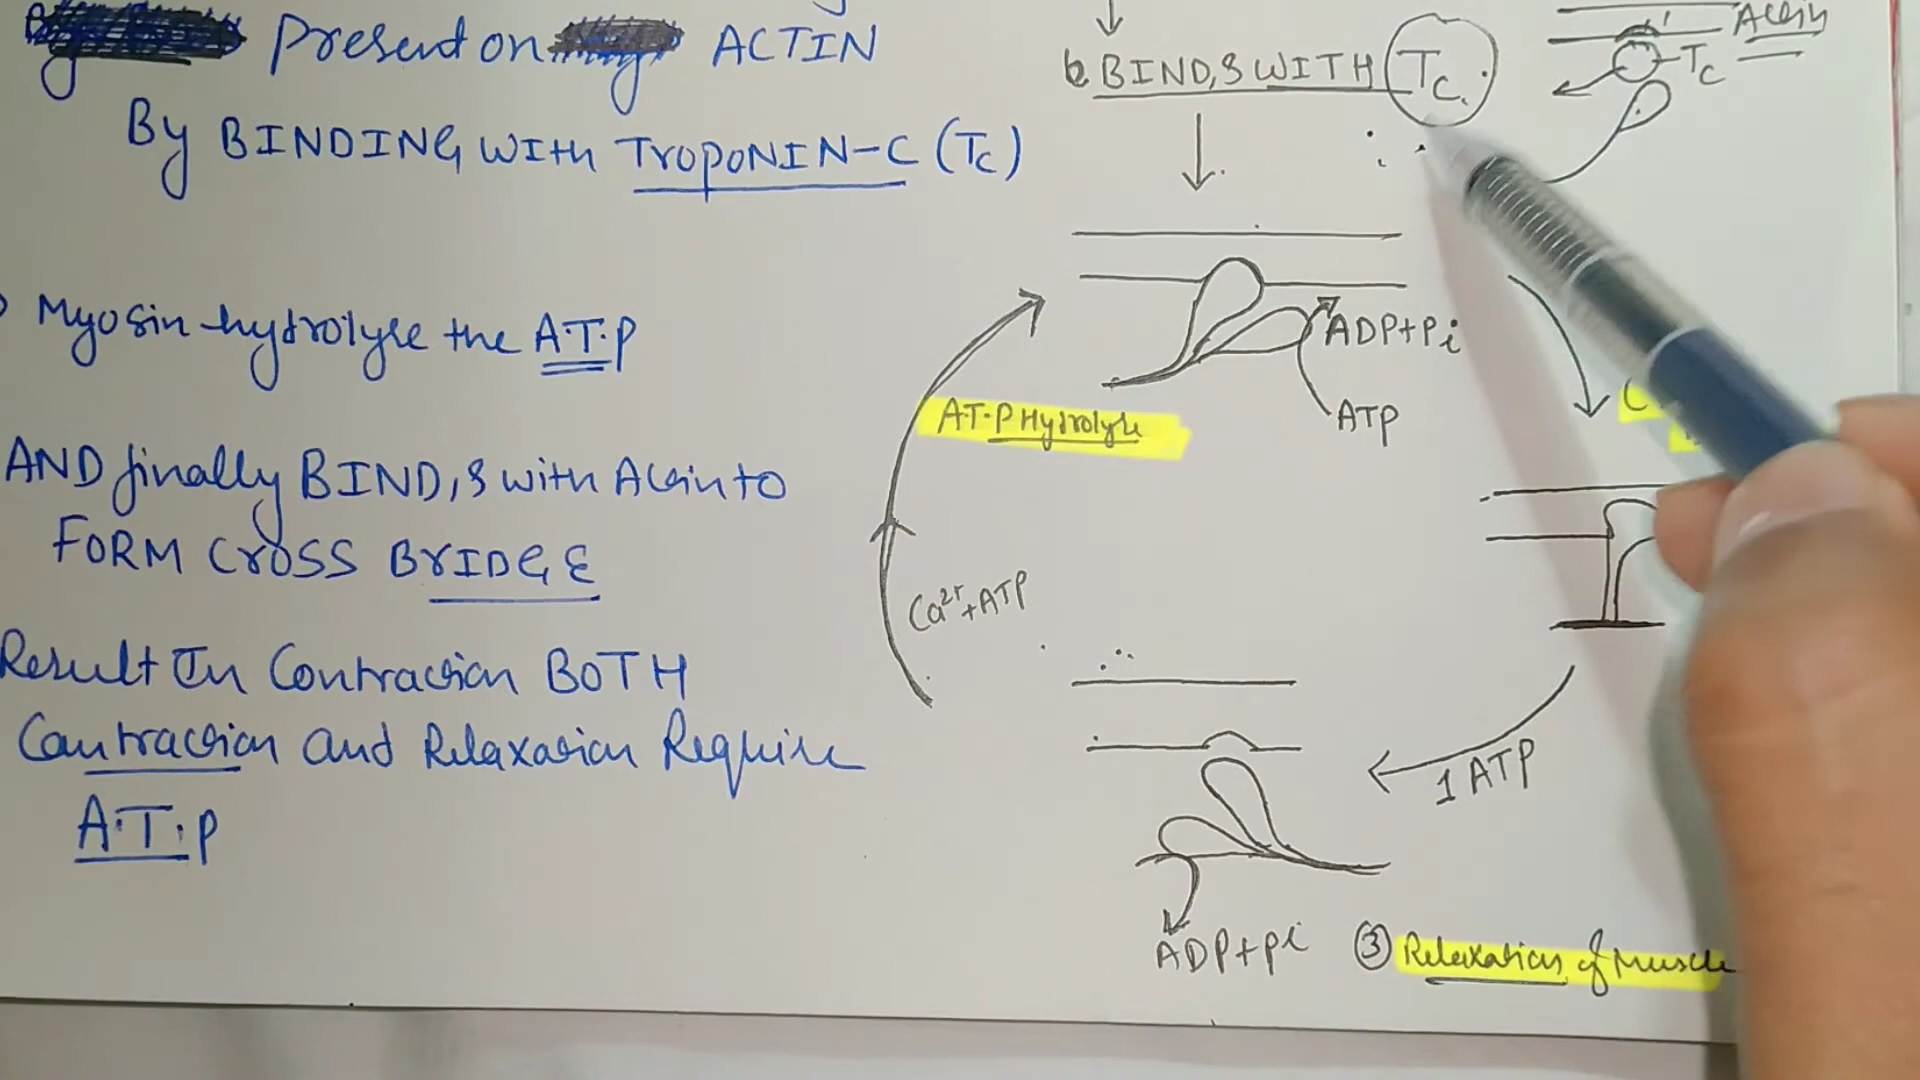 Present on ACTIN
By BINDING WITH TROPONIN-C (Tc)
Myosin hydrolyse the A.T.P
AND finally BIND,S with Actin to
FORM CROSS BRIDGE
Result In Contraction BOTH
Contraction and Relaxation Require
A.T.P
BIND,S WITH Tc
Actin
Tc
ADP+Pi
ATP
A.T.P Hydrolyse
Ca2+ + ATP
1 ATP
ADP+Pi
③ Relaxation of Muscle